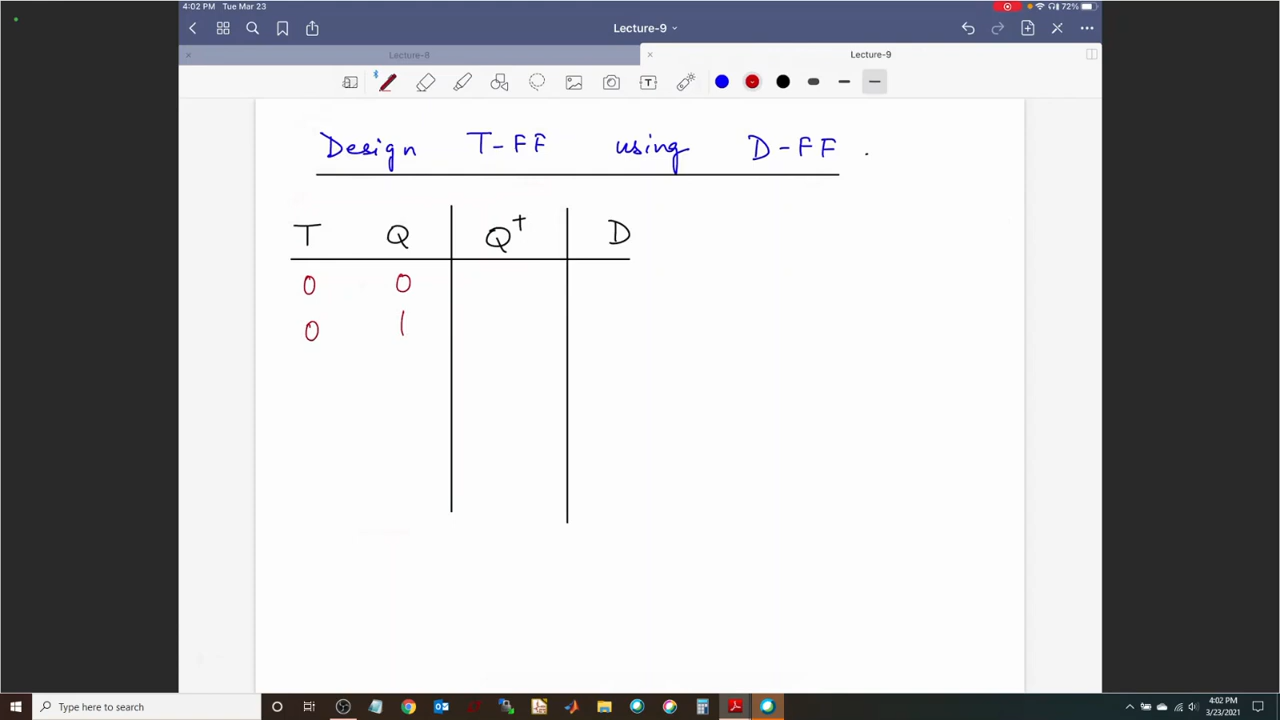 4:02 PM Tue Mar 23
72%
Lecture-9
Lecture-8
Lecture-9
T
Design T-FF using D-FF .
T Q Q+ D
0 0
0 1
Type here to search
4:02 PM
3/23/2021